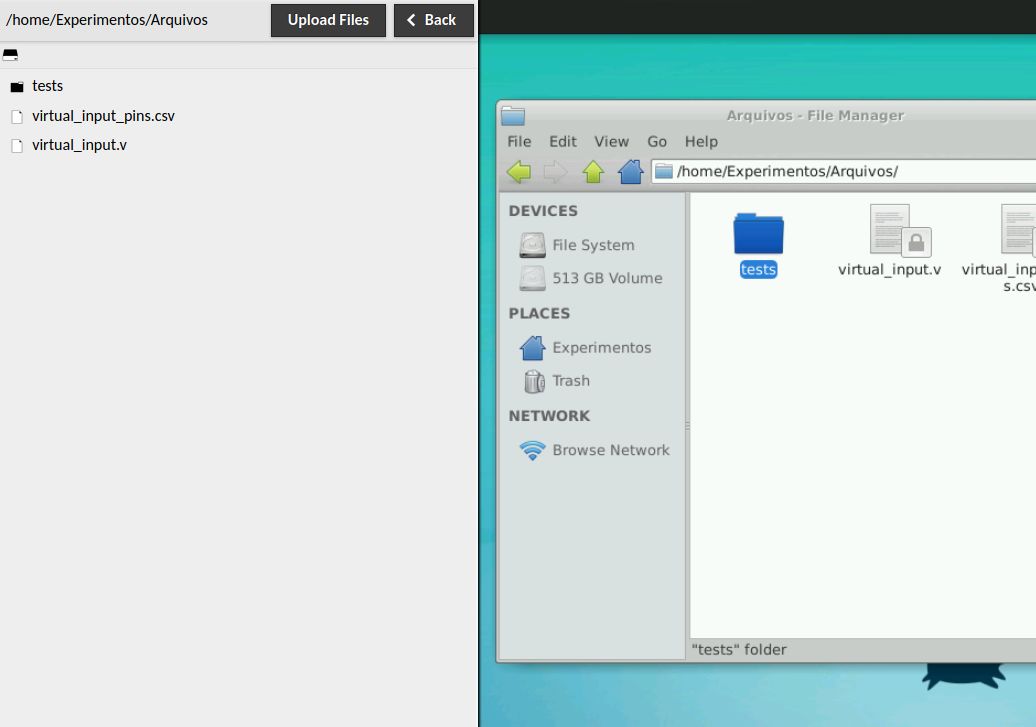 /home/Experimentos/Arquivos
Upload Files
Back
tests
virtual_input_pins.csv
virtual_input.v
Arquivos - File Manager
File Edit View Go Help
/home/Experimentos/Arquivos/
DEVICES
File System
513 GB Volume
PLACES
Experimentos
Trash
NETWORK
Browse Network
tests
virtual_input.v
virtual_inp
s.csv
"tests" folder